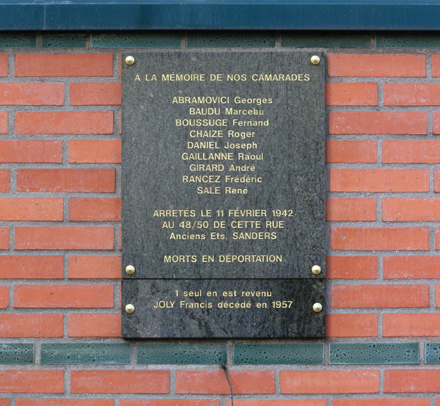 A LA MÉMOIRE DE NOS CAMARADES
ABRAMOVICI Georges
BAUDU Marceau
BOUSSUGE Fernand
CHAIZE Roger
DANIEL Joseph
GAILLANNE Raoul
GIRARD André
RANCEZ Frédéric
SALE René
ARRETÉS LE 11 FÉVRIER 1942
AU 48/50 DE CETTE RUE
Anciens Ets. SANDERS
MORTS EN DÉPORTATION
1 seul en est revenu
JOLY Francis décédé en 1957